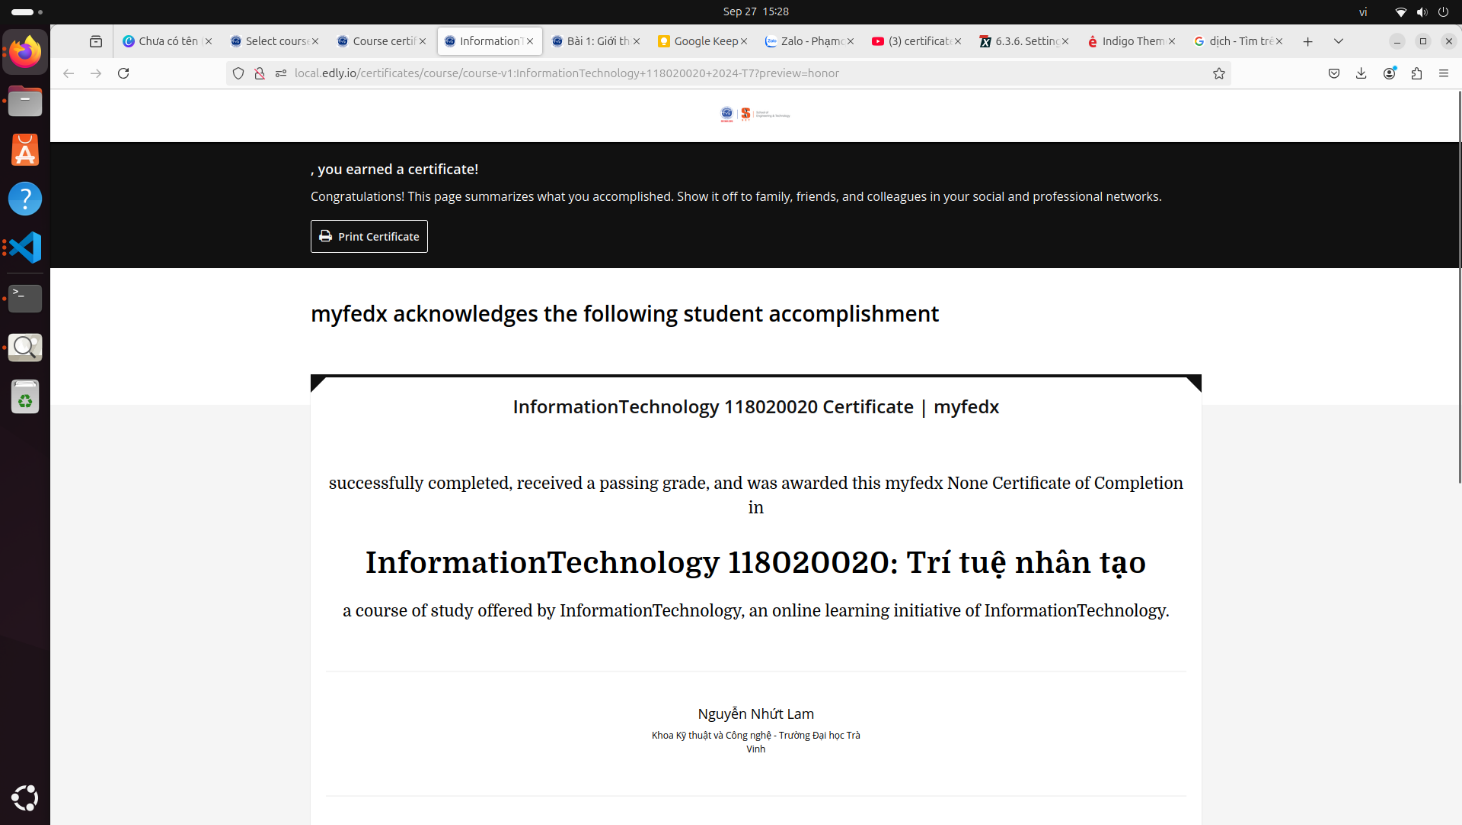 Sep 27 15:28
vi
Chưa có tên
Select course
Course certif
InformationT
Bài 1: Giới th
Google Keep
Zalo - Phạm
(3) certificate
6.3.6. Setting
Indigo Them
dịch - Tìm trê
local.edly.io/certificates/course/course-v1:InformationTechnology+118020020+2024-T7?preview=honor
, you earned a certificate!
Congratulations! This page summarizes what you accomplished. Show it off to family, friends, and colleagues in your social and professional networks.
Print Certificate
myfedx acknowledges the following student accomplishment
InformationTechnology 118020020 Certificate | myfedx
successfully completed, received a passing grade, and was awarded this myfedx None Certificate of Completion
in
InformationTechnology 118020020: Trí tuệ nhân tạo
a course of study offered by InformationTechnology, an online learning initiative of InformationTechnology.
Nguyễn Nhứt Lam
Khoa Kỹ thuật và Công nghệ - Trường Đại học Trà
Vinh